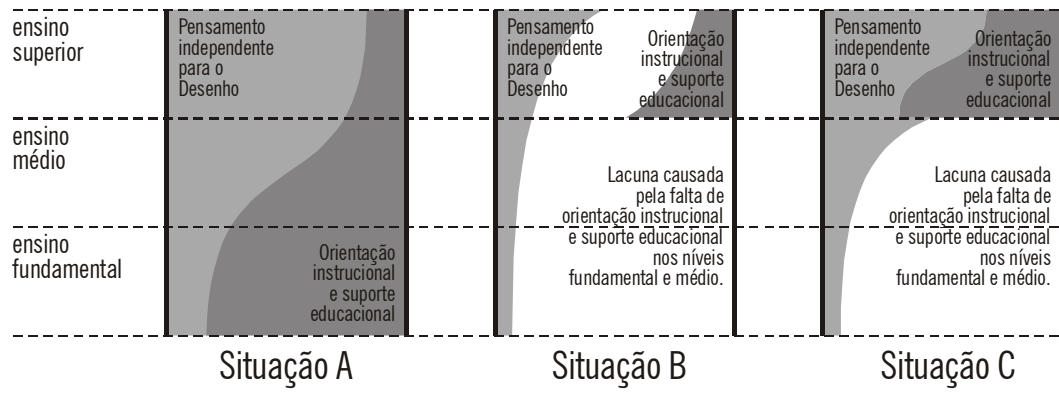 ensino
superior
ensino
médio
ensino
fundamental
Pensamento
independente
para o
Desenho
Orientação
instrucional
e suporte
educacional
Situação A
Pensamento
independente
para o
Desenho
Orientação
instrucional
e suporte
educacional
Lacuna causada
pela falta de
orientação instrucional
e suporte educacional
nos níveis
fundamental e médio.
Situação B
Pensamento
independente
para o
Desenho
Orientação
instrucional
e suporte
educacional
Lacuna causada
pela falta de
orientação instrucional
e suporte educacional
nos níveis
fundamental e médio.
Situação C